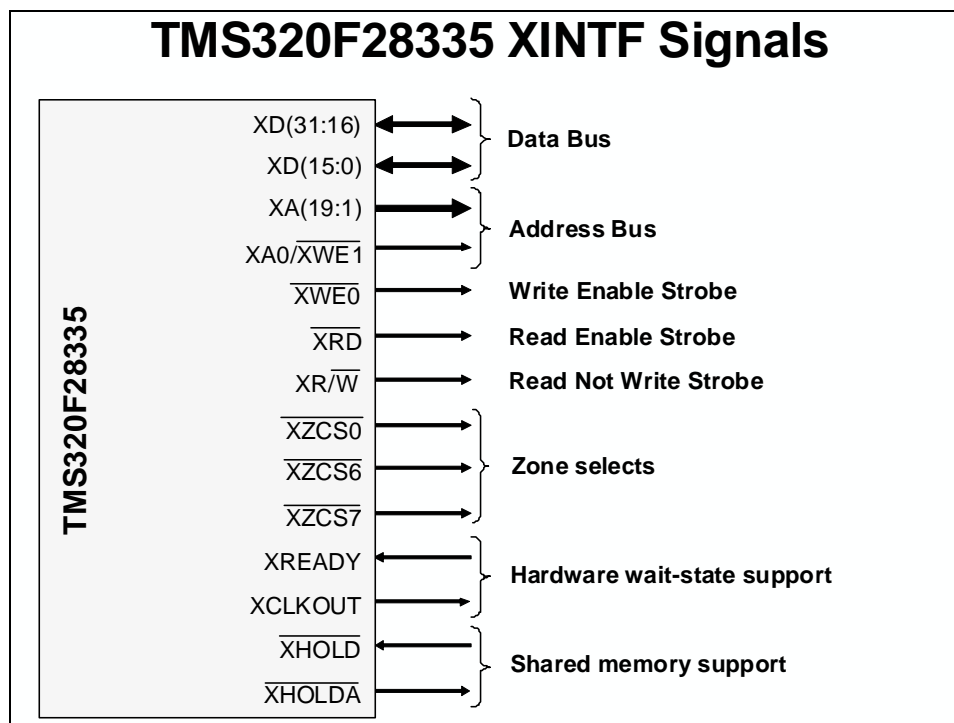 TMS320F28335 XINTF Signals
TMS320F28335
XD(31:16)
XD(15:0)
Data Bus
XA(19:1)
XA0/XWE1
Address Bus
XWE0
Write Enable Strobe
XRD
Read Enable Strobe
XR/W
Read Not Write Strobe
XZCS0
XZCS6
XZCS7
Zone selects
XREADY
XCLKOUT
Hardware wait-state support
XHOLD
XHOLDA
Shared memory support